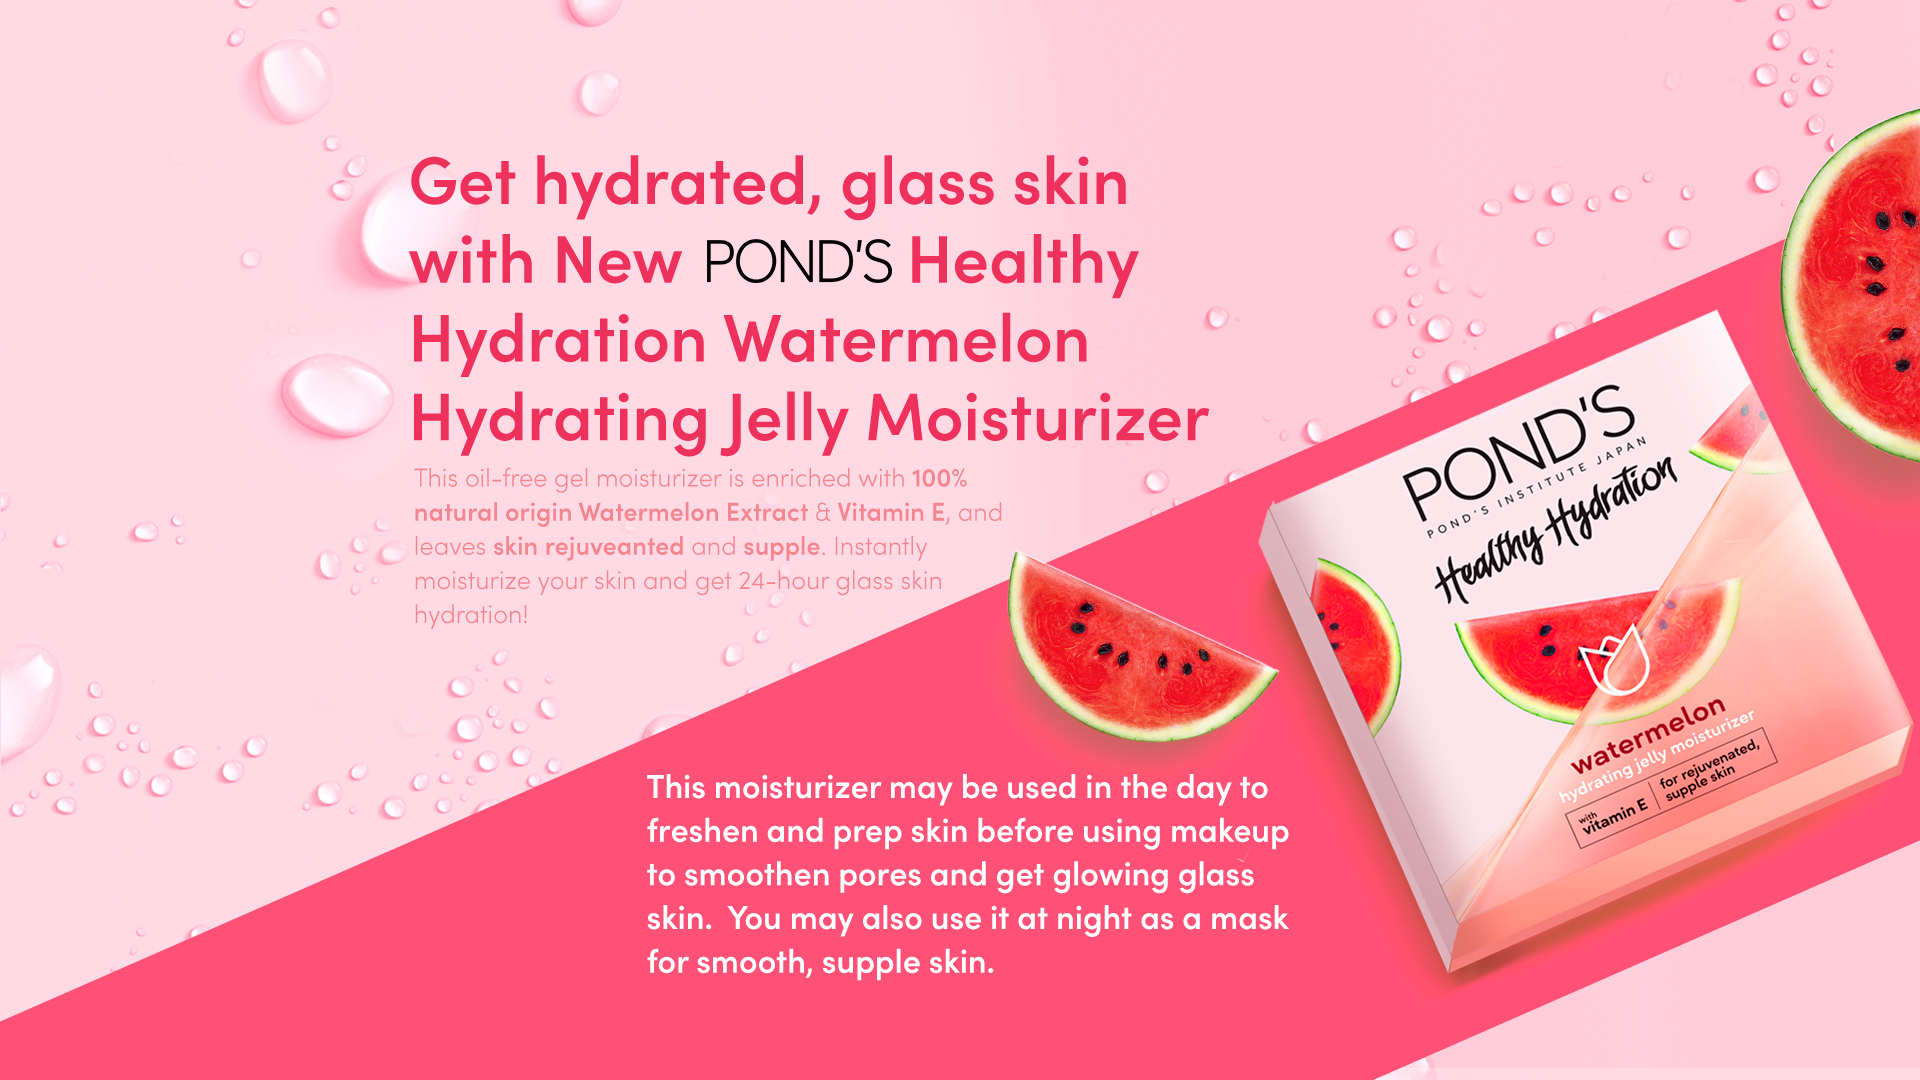 Get hydrated, glass skin
with New POND'S Healthy
Hydration Watermelon
Hydrating Jelly Moisturizer
This oil-free gel moisturizer is enriched with 100%
natural origin Watermelon Extract & Vitamin E, and
leaves skin rejuveanted and supple. Instantly
moisturize your skin and get 24-hour glass skin
hydration!
POND'S
POND'S INSTITUTE JAPAN
Healthy Hydration
watermelon
hydrating jelly moisturizer
with
vitamin E
for rejuvenated,
supple skin
This moisturizer may be used in the day to
freshen and prep skin before using makeup
to smoothen pores and get glowing glass
skin.  You may also use it at night as a mask
for smooth, supple skin.